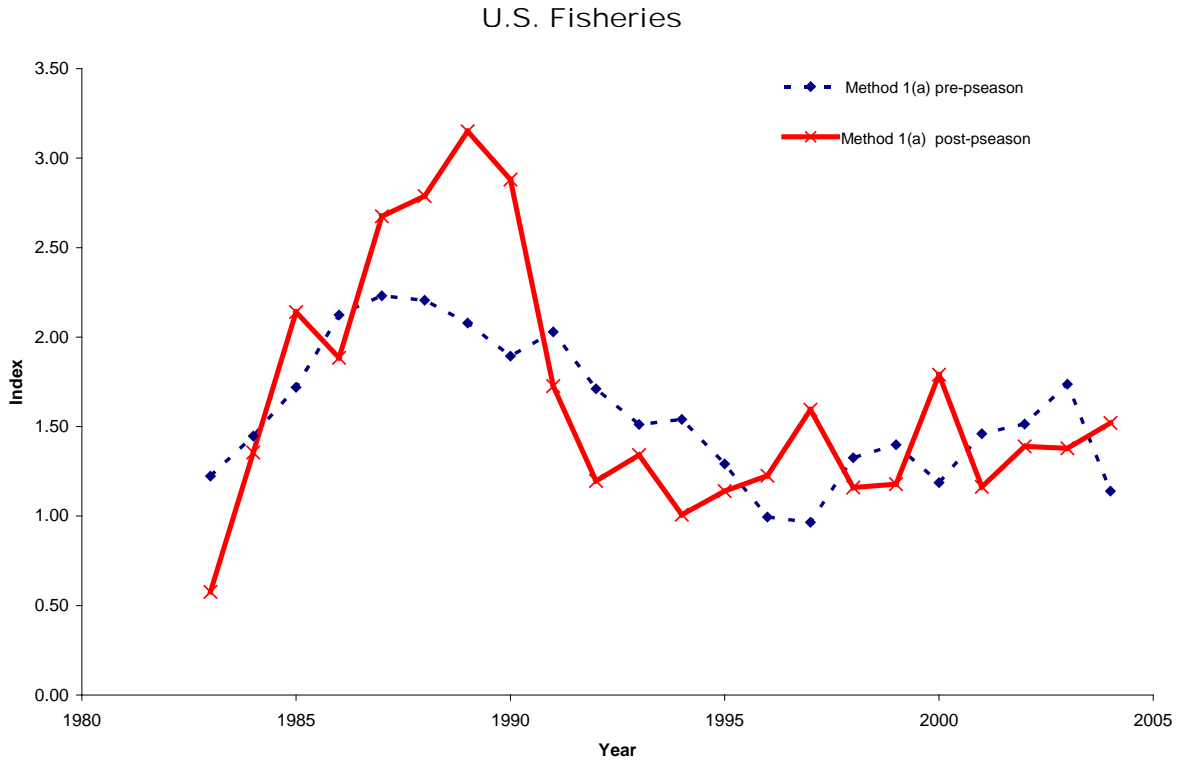 U.S. Fisheries
3.50
3.00
2.50
2.00
1.50
1.00
0.50
0.00
Index
Method 1(a) pre-pseason
Method 1(a) post-pseason
1980 1985 1990 1995 2000 2005
Year